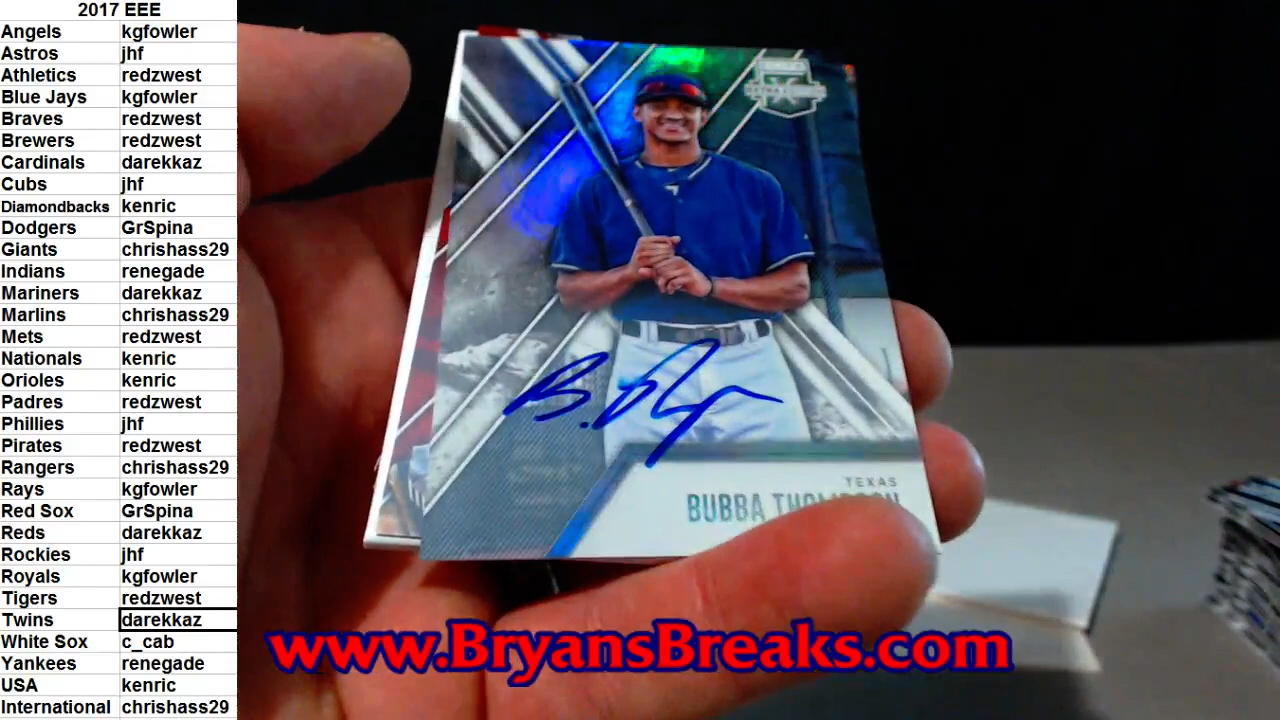 2017 EEE
Angels kgfowler
Astros jhf
Athletics redzwest
Blue Jays kgfowler
Braves redzwest
Brewers redzwest
Cardinals darekkaz
Cubs jhf
Diamondbacks kenric
Dodgers GrSpina
Giants chrishass29
Indians renegade
Mariners darekkaz
Marlins chrishass29
Mets redzwest
Nationals kenric
Orioles kenric
Padres redzwest
Phillies jhf
Pirates redzwest
Rangers chrishass29
Rays kgfowler
Red Sox GrSpina
Reds darekkaz
Rockies jhf
Royals kgfowler
Tigers redzwest
Twins darekkaz
White Sox c_cab
Yankees renegade
USA kenric
International chrishass29
TEXAS
BUBBA
www.BryansBreaks.com